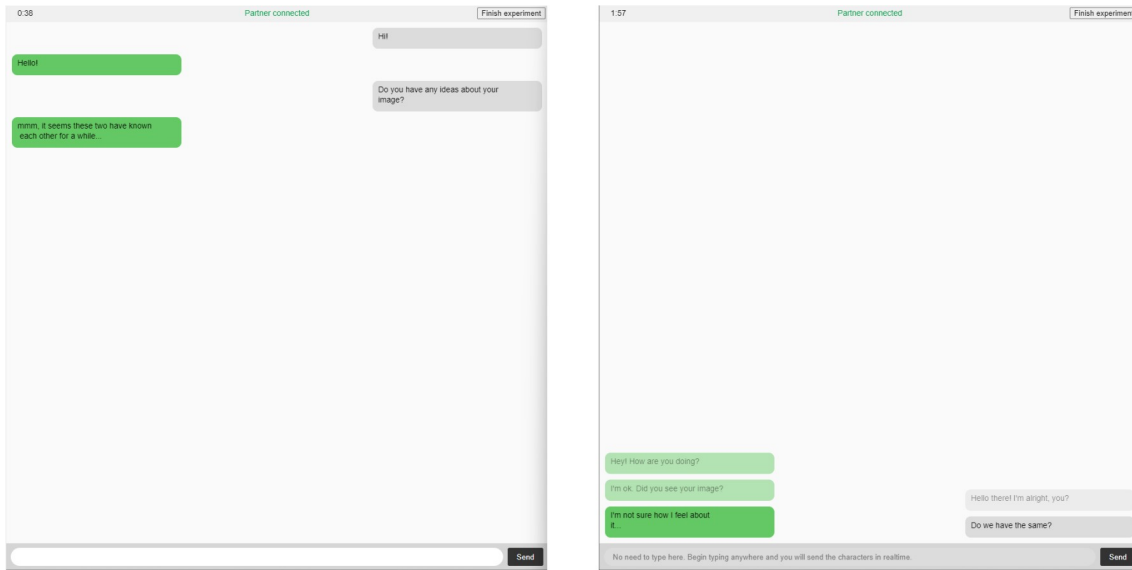 0:38
Partner connected
Finish experiment
Hi!
Hello!
Do you have any ideas about your
image?
mmm, it seems these two have known
each other for a while...
Send
1:57
Partner connected
Finish experiment
Hey! How are you doing?
I'm ok. Did you see your image?
Hello there! I'm alright, you?
I'm not sure how I feel about
it...
Do we have the same?
No need to type here. Begin typing anywhere and you will send the characters in realtime.
Send